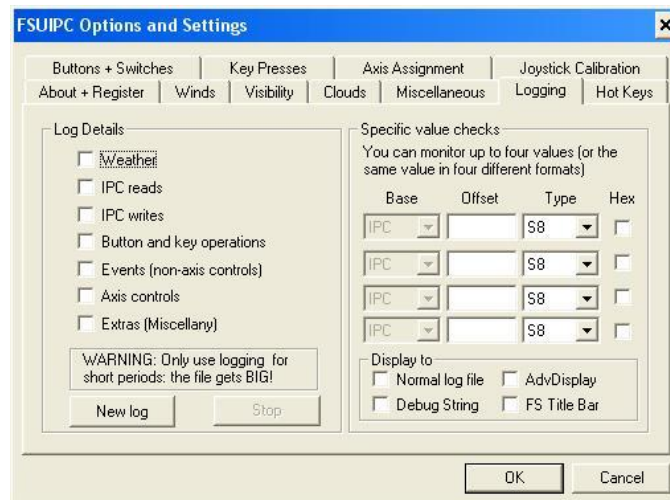 FSUIPC Options and Settings
Buttons + Switches Key Presses Axis Assignment Joystick Calibration
About + Register Winds Visibility Clouds Miscellaneous Logging Hot Keys
Log Details
Weather
IPC reads
IPC writes
Button and key operations
Events (non-axis controls)
Axis controls
Extras (Miscellany)
WARNING: Only use logging for
short periods: the file gets BIG!
New log Stop
Specific value checks
You can monitor up to four values (or the
same value in four different formats)
Base Offset Type Hex
IPC S8
IPC S8
IPC S8
IPC S8
Display to
Normal log file AdvDisplay
Debug String FS Title Bar
OK Cancel